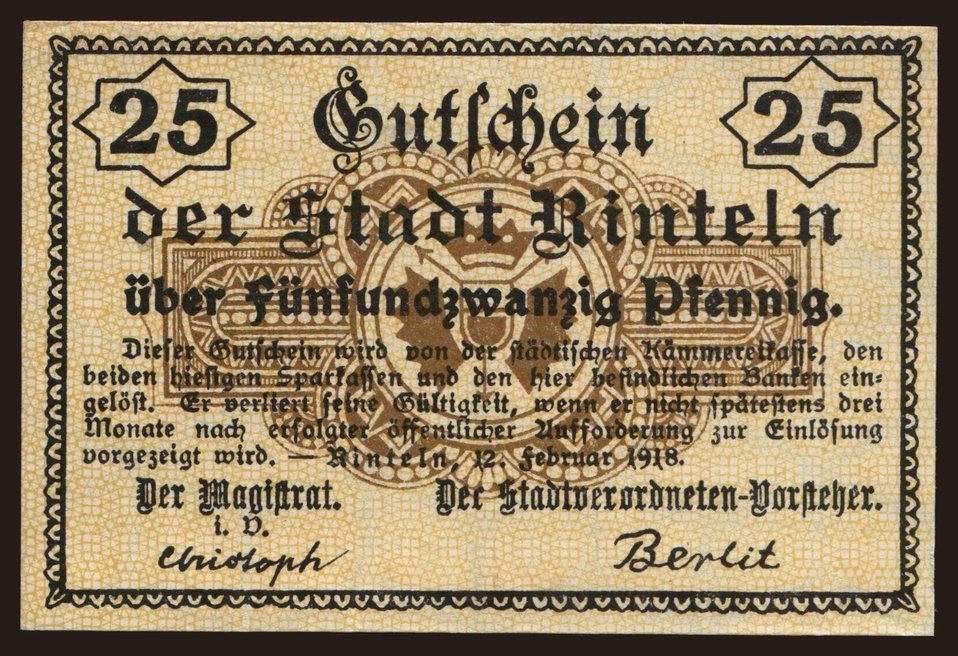 25 Gutschein 25
der Stadt Rinteln
über Fünfundzwanzig Pfennig.
Dieser Gutschein wird von der städtischen Kämmereikasse, den
beiden hiesigen Sparkassen und den hier befindlichen Banken ein=
gelöst. Er verliert seine Gültigkeit, wenn er nicht spätestens drei
Monate nach erfolgter öffentlicher Aufforderung zur Einlösung
vorgezeigt wird. — Rinteln, 12. Februar 1918.
Der Magistrat. Der Stadtverordneten-Vorsteher.
i. V.
Christoph Berlit